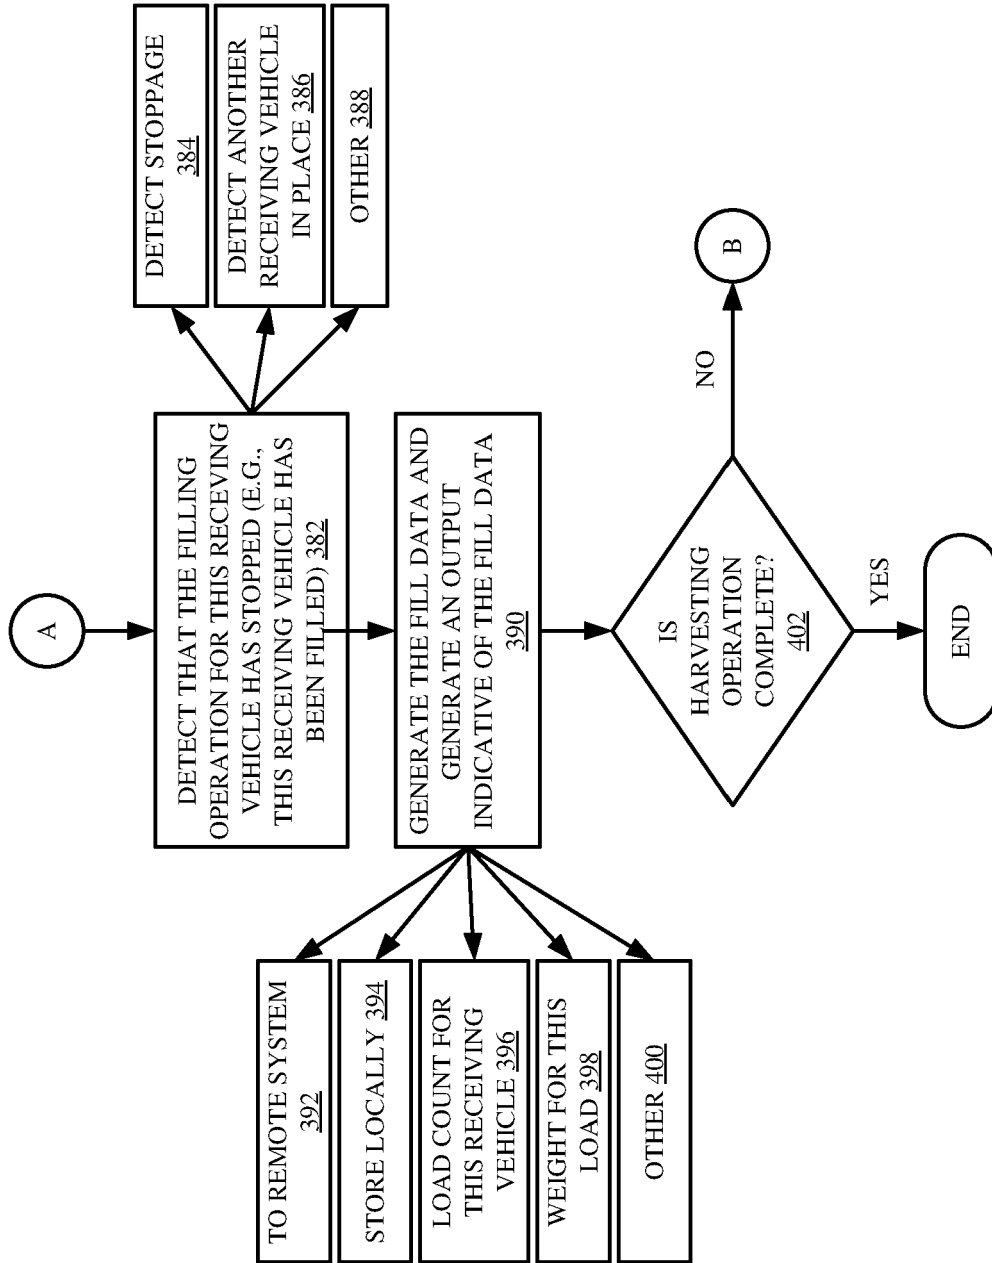 A
DETECT THAT THE FILLING
OPERATION FOR THIS RECEVING
VEHICLE HAS STOPPED (E.G.,
THIS RECEIVING VEHICLE HAS
BEEN FILLED) 382
DETECT STOPPAGE
384
DETECT ANOTHER
RECEIVING VEHICLE
IN PLACE 386
OTHER 388
GENERATE THE FILL DATA AND
GENERATE AN OUTPUT
INDICATIVE OF THE FILL DATA
390
TO REMOTE SYSTEM
392
STORE LOCALLY 394
LOAD COUNT FOR
THIS RECEIVING
VEHICLE 396
WEIGHT FOR THIS
LOAD 398
OTHER 400
IS
HARVESTING
OPERATION
COMPLETE?
402
NO
B
YES
END